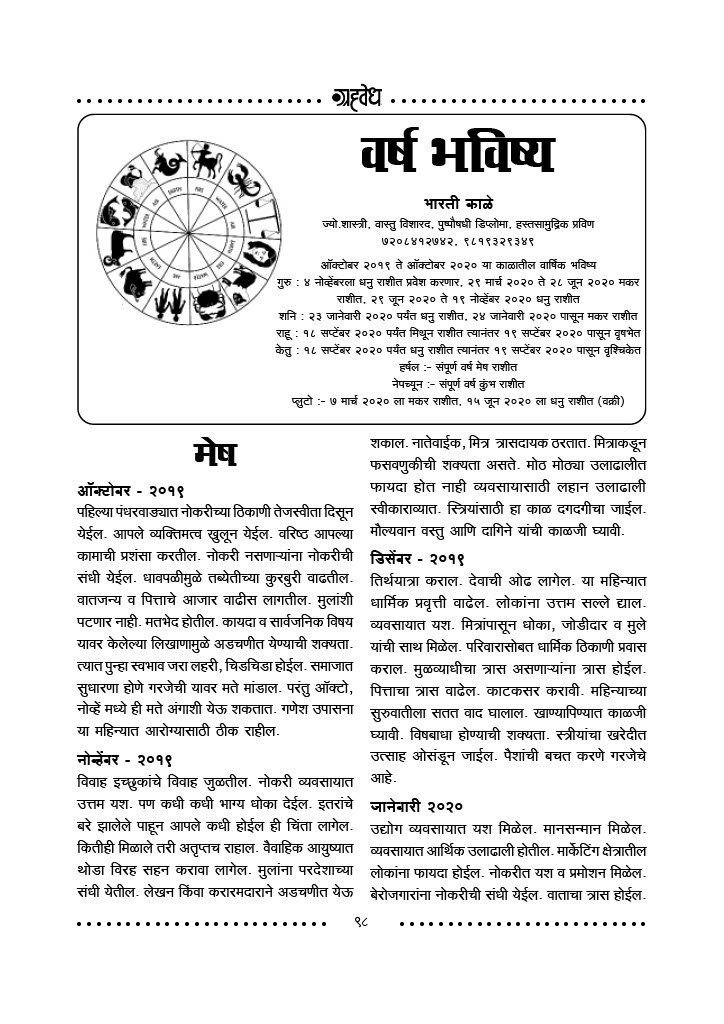 ग्रहवेध
वर्ष भविष्य
भारती काळे
ज्यो.शास्त्री, वास्तु विशारद, पुष्पौषधी डिप्लोमा, हस्तसामुद्रिक प्रविण
७२०८४१२७४२, ९८१९३२९३४९
ऑक्टोबर २०१९ ते ऑक्टोबर २०२० या काळातील वार्षिक भविष्य
गुरु : ४ नोव्हेंबरला धनु राशीत प्रवेश करणार, २९ मार्च २०२० ते २८ जून २०२० मकर
राशीत, २९ जून २०२० ते १९ नोव्हेंबर २०२० धनु राशीत
शनि : २३ जानेवारी २०२० पर्यंत धनु राशीत, २४ जानेवारी २०२० पासून मकर राशीत
राहू : १८ सप्टेंबर २०२० पर्यंत मिथून राशीत त्यानंतर १९ सप्टेंबर २०२० पासून वृषभेत
केतु : १८ सप्टेंबर २०२० पर्यंत धनु राशीत त्यानंतर १९ सप्टेंबर २०२० पासून वृश्चिकेत
हर्षल :- संपूर्ण वर्ष मेष राशीत
नेपच्यून :- संपूर्ण वर्ष कुंभ राशीत
प्लुटो :- ७ मार्च २०२० ला मकर राशीत, १५ जून २०२० ला धनु राशीत (वक्री)
मेष
ऑक्टोबर - २०१९
पहिल्या पंधरवाड्यात नोकरीच्या ठिकाणी तेजस्वीता दिसून
येईल. आपले व्यक्तिमत्व खुलून येईल. वरिष्ठ आपल्या
कामाची प्रशंसा करतील. नोकरी नसणाऱ्यांना नोकरीची
संधी येईल. धावपळीमुळे तब्येतीच्या कुरबुरी वाढतील.
वातजन्य व पित्ताचे आजार वाढीस लागतील. मुलांशी
पटणार नाही. मतभेद होतील. कायदा व सार्वजनिक विषय
यावर केलेल्या लिखाणामुळे अडचणीत येण्याची शक्यता.
त्यात पुन्हा स्वभाव जरा लहरी, चिडचिडा होईल. समाजात
सुधारणा होणे गरजेची यावर मते मांडाल. परंतु ऑक्टो,
नोव्हें मध्ये ही मते अंगाशी येऊ शकतात. गणेश उपासना
या महिन्यात आरोग्यासाठी ठीक राहील.
नोव्हेंबर - २०१९
विवाह इच्छुकांचे विवाह जुळतील. नोकरी व्यवसायात
उत्तम यश. पण कधी कधी भाग्य धोका देईल. इतरांचे
बरे झालेले पाहून आपले कधी होईल ही चिंता लागेल.
कितीही मिळाले तरी अतृप्तच राहाल. वैवाहिक आयुष्यात
थोडा विरह सहन करावा लागेल. मुलांना परदेशाच्या
संधी येतील. लेखन किंवा करारमदाराने अडचणीत येऊ
शकाल. नातेवाईक, मित्र त्रासदायक ठरतात. मित्राकडून
फसवणुकीची शक्यता असते. मोठ मोठ्या उलाढालीत
फायदा होत नाही व्यवसायासाठी लहान उलाढाली
स्वीकाराव्यात. स्त्रियांसाठी हा काळ दगदगीचा जाईल.
मौल्यवान वस्तु आणि दागिने यांची काळजी घ्यावी.
डिसेंबर - २०१९
तिर्थयात्रा कराल. देवाची ओढ लागेल. या महिन्यात
धार्मिक प्रवृत्ती वाढेल. लोकांना उत्तम सल्ले द्याल.
व्यवसायात यश. मित्रांपासून धोका, जोडीदार व मुले
यांची साथ मिळेल. परिवारासोबत धार्मिक ठिकाणी प्रवास
कराल. मुळव्याधीचा त्रास असणाऱ्यांना त्रास होईल.
पित्ताचा त्रास वाढेल. काटकसर करावी. महिन्याच्या
सुरुवातीला सतत वाद घालाल. खाण्यापिण्यात काळजी
घ्यावी. विषबाधा होण्याची शक्यता. स्त्रीयांचा खरेदीत
उत्साह ओसंडून जाईल. पैशांची बचत करणे गरजेचे
आहे.
जानेवारी २०२०
उद्योग व्यवसायात यश मिळेल. मानसन्मान मिळेल.
व्यवसायात आर्थिक उलाढाली होतील. मार्केटिंग क्षेत्रातील
लोकांना फायदा होईल. नोकरीत यश व प्रमोशन मिळेल.
बेरोजगारांना नोकरीची संधी येईल. वाताचा त्रास होईल.
९८